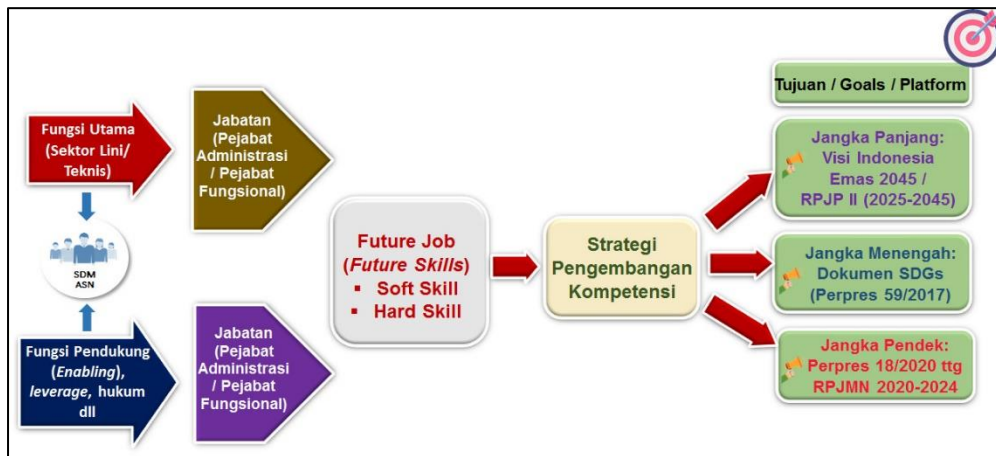 Fungsi Utama
(Sektor Lini/
Teknis)
SDM
ASN
Fungsi Pendukung
(Enabling),
leverage, hukum
dll
Jabatan
(Pejabat
Administrasi
/ Pejabat
Fungsional)
Jabatan
(Pejabat
Administrasi
/ Pejabat
Fungsional)
Future Job
(Future Skills)
▪ Soft Skill
▪ Hard Skill
Strategi
Pengembangan
Kompetensi
Tujuan / Goals / Platform
Jangka Panjang:
Visi Indonesia
Emas 2045 /
RPJP II (2025-2045)
Jangka Menengah:
Dokumen SDGs
(Perpres 59/2017)
Jangka Pendek:
Perpres 18/2020 ttg
RPJMN 2020-2024